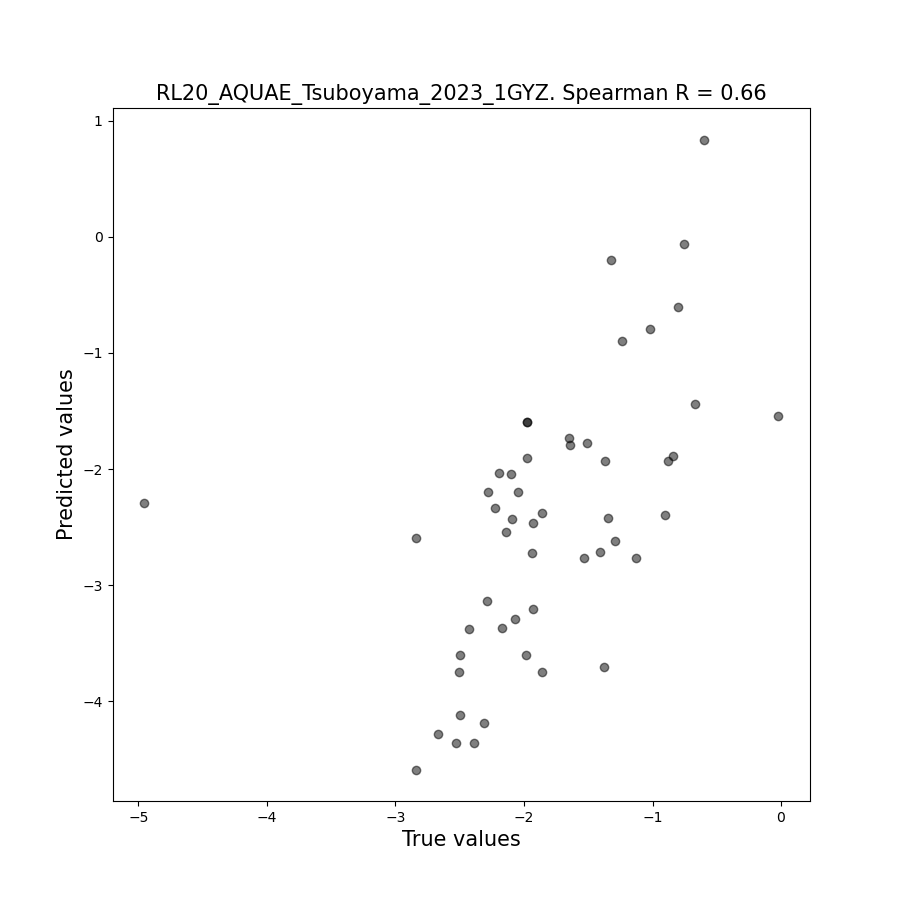 RL20_AQUAE_Tsuboyama_2023_1GYZ. Spearman R = 0.66
1
0
−1
−2
−3
−4
Predicted values
−5 −4 −3 −2 −1 0
True values